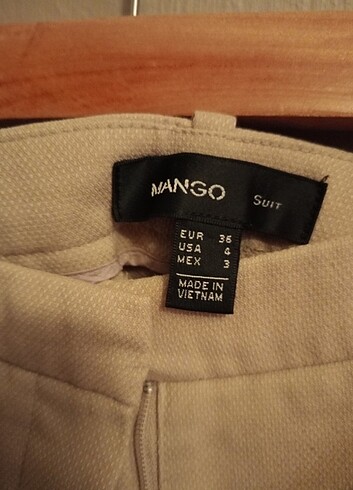 MANGO SUIT
EUR 36
USA 4
MEX 3
MADE IN
VIETNAM